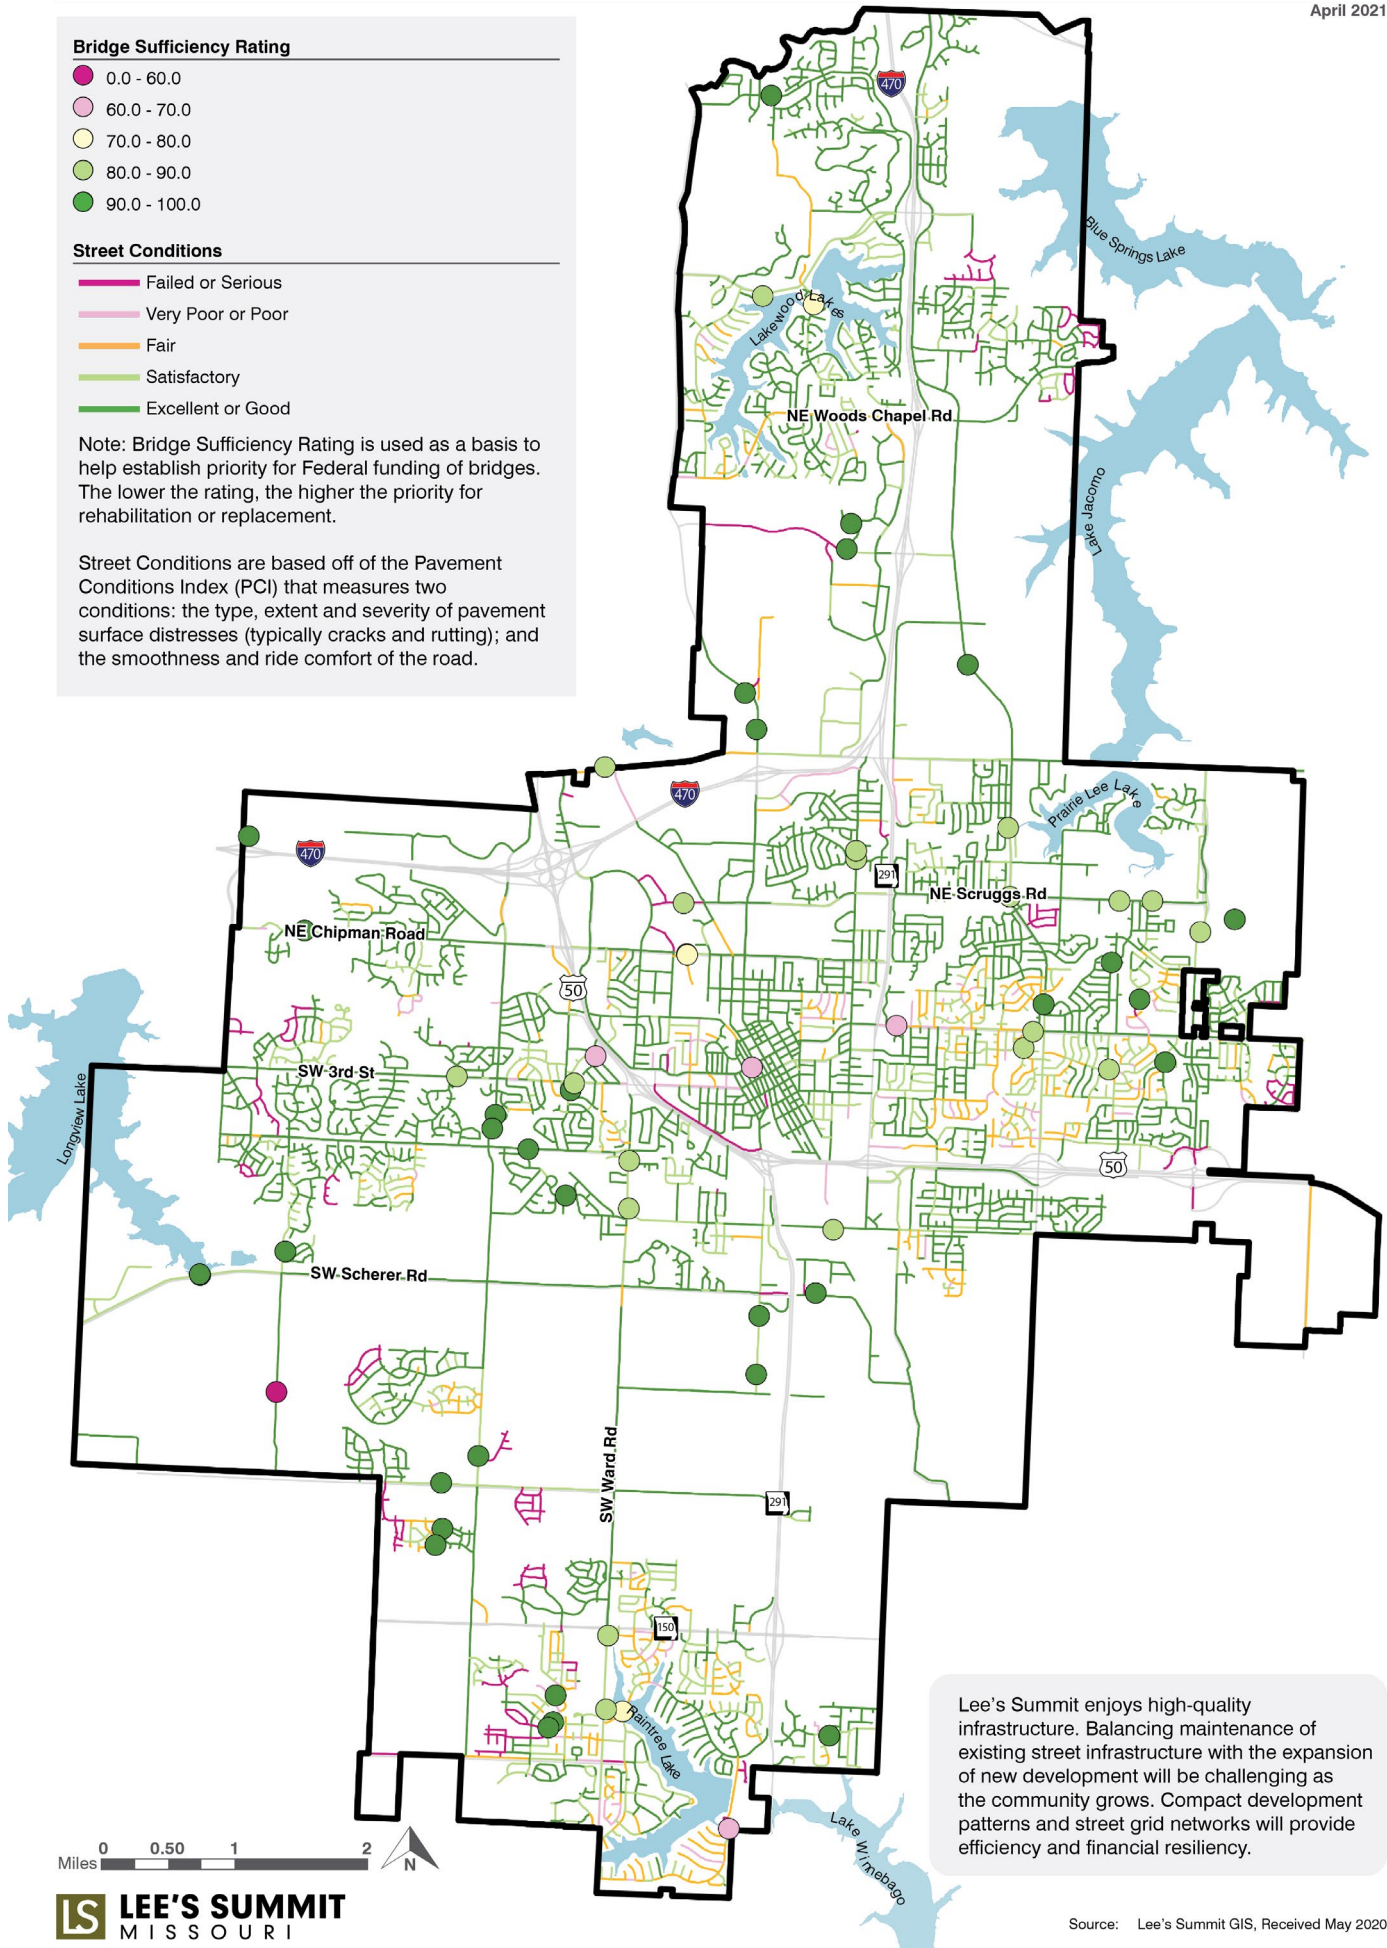 April 2021
Bridge Sufficiency Rating
0.0 - 60.0
60.0 - 70.0
70.0 - 80.0
80.0 - 90.0
90.0 - 100.0
Street Conditions
Failed or Serious
Very Poor or Poor
Fair
Satisfactory
Excellent or Good
Note: Bridge Sufficiency Rating is used as a basis to
help establish priority for Federal funding of bridges.
The lower the rating, the higher the priority for
rehabilitation or replacement.
Street Conditions are based off of the Pavement
Conditions Index (PCI) that measures two
conditions: the type, extent and severity of pavement
surface distresses (typically cracks and rutting); and
the smoothness and ride comfort of the road.
470
Blue Springs Lake
Lakewood Lakes
NE Woods Chapel Rd
Lake Jacomo
470
Prairie Lee Lake
470
291
NE Scruggs Rd
NE Chipman Road
50
SW 3rd St
Longview Lake
50
SW Scherer Rd
SW Ward Rd
291
150
Raintree Lake
Lake Winnebago
Lee's Summit enjoys high-quality
infrastructure. Balancing maintenance of
existing street infrastructure with the expansion
of new development will be challenging as
the community grows. Compact development
patterns and street grid networks will provide
efficiency and financial resiliency.
0 0.50 1 2
Miles
N
LS LEE'S SUMMIT
MISSOURI
Source: Lee's Summit GIS, Received May 2020